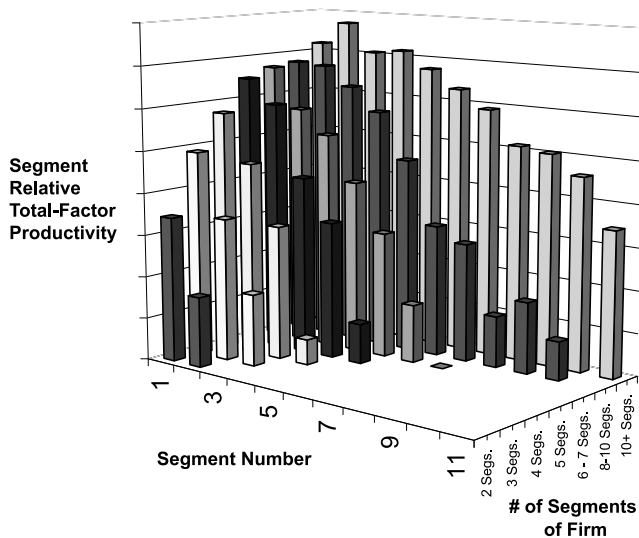 Segment
Relative
Total-Factor
Productivity
1
3
5
7
9
11
Segment Number
2 Segs.
3 Segs.
4 Segs.
5 Segs.
6 - 7 Segs.
8-10 Segs.
10+ Segs.
# of Segments
of Firm